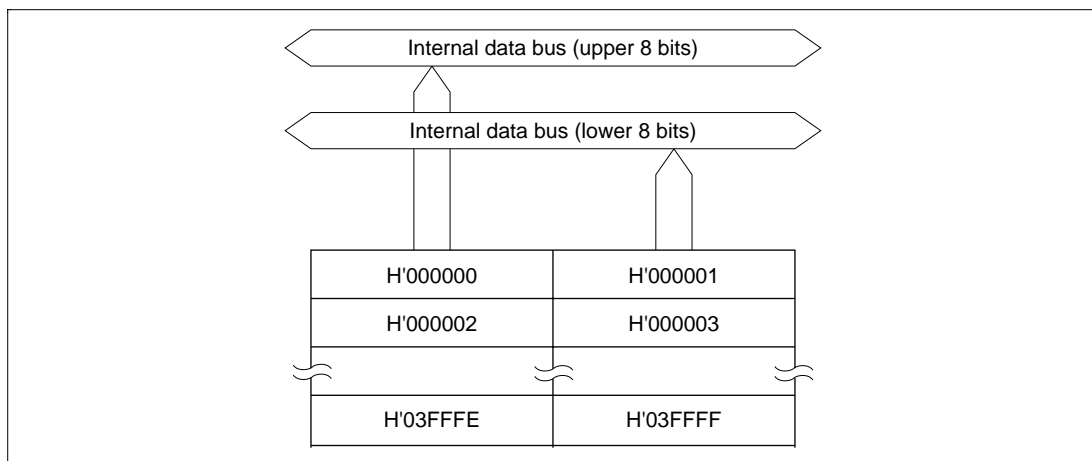 Internal data bus (upper 8 bits)
Internal data bus (lower 8 bits)
H'000000 H'000001
H'000002 H'000003
H'03FFFE H'03FFFF